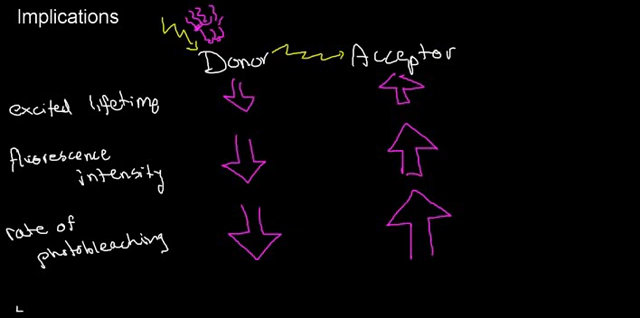 Implications
Donor Acceptor
excited lifetime
fluorescence
intensity
rate of
photobleaching